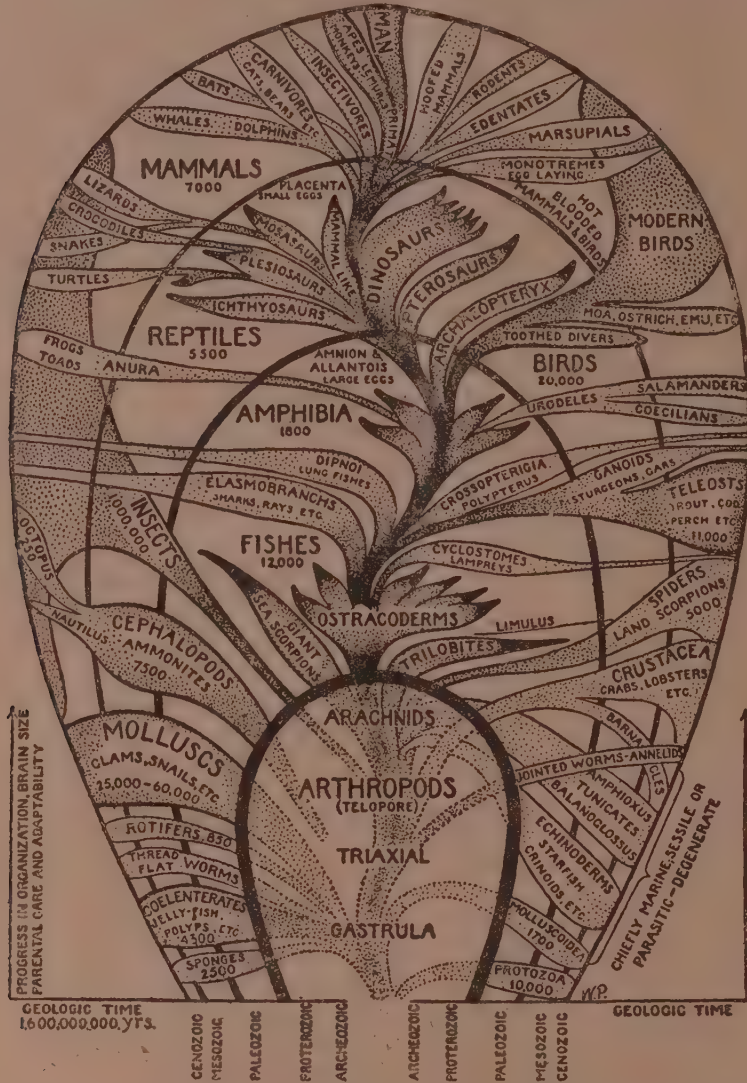 MAN
APES
MONKEYS
LEMURS
PRIMATES
HOOFED
MAMMALS
RODENTS
EDENTATES
MARSUPIALS
MONOTREMES
EGG LAYING
INSECTIVORES
CARNIVORES
CATS, BEARS, ETC
BATS
WHALES DOLPHINS
MAMMALS
7000
PLACENTA
SMALL EGGS
HOT
BLOODED
MAMMALS & BIRDS
MODERN
BIRDS
LIZARDS
CROCODILES
SNAKES
TURTLES
MOSASAURS
PLESIOSAURS
ICHTHYOSAURS
MAMMAL LIKE
DINOSAURS
PTEROSAURS
ARCHAEOPTERYX
MOA, OSTRICH, EMU, ETC
TOOTHED DIVERS
REPTILES
5500
BIRDS
20,000
FROGS
TOADS
ANURA
AMNION &
ALLANTOIS
LARGE EGGS
AMPHIBIA
1800
URODELES
SALAMANDERS
COECILIANS
DIPNOI
LUNG FISHES
ELASMOBRANCHS
SHARKS, RAYS, ETC
CROSSOPTERIGIA
POLYPTERUS
GANOIDS
STURGEONS, GARS
TELEOSTS
TROUT, COD
PERCH ETC
11,000
INSECTS
1000,000
FISHES
12,000
CYCLOSTOMES
LAMPREYS
OCTOPUS
NAUTILUS
CEPHALOPODS
AMMONITES
7500
GIANT
SEA SCORPIONS
OSTRACODERMS
LIMULUS
TRILOBITES
SPIDERS
LAND SCORPIONS
5000
CRUSTACEA
CRABS, LOBSTERS
ETC.
BARNACLES
ARACHNIDS
MOLLUSCS
CLAMS, SNAILS, ETC
25,000-60,000
ARTHROPODS
(TELOPORE)
JOINTED WORMS-ANNELIDS
AMPHIOXUS
TUNICATES
BALANOGLOSSUS
ROTIFERS, 850
THREAD
FLAT WORMS
TRIAXIAL
ECHINODERMS
STARFISH
CRINOIDS, ETC.
COELENTERATES
JELLY-FISH,
POLYPS, ETC
4300
GASTRULA
MOLLUSCOIDEA
1700
SPONGES
2500
PROTOZOA
10,000
W.P.
PROGRESS IN ORGANIZATION, BRAIN SIZE
PARENTAL CARE AND ADAPTABILITY
CHIEFLY MARINE, SESSILE OR
PARASITIC-DEGENERATE
GEOLOGIC TIME
1,600,000,000, YRS.
GEOLOGIC TIME
CENOZOIC
MESOZOIC
PALEOZOIC
PROTEROZOIC
ARCHEOZOIC
ARCHEOZOIC
PROTEROZOIC
PALEOZOIC
MESOZOIC
CENOZOIC